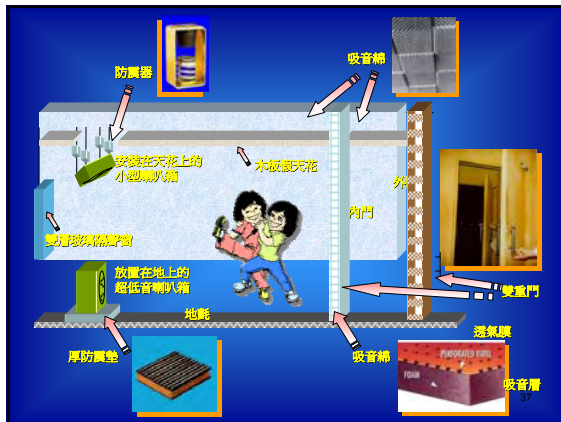 防震器
吸音綿
安裝在天花上的
小型喇叭箱
木板假天花
外
內門
雙層玻璃隔聲窗
放置在地上的
超低音喇叭箱
地氈
雙重門
厚防震墊
吸音綿
透氣膜
PERFORATED VINYL
FOAM
吸音層
37